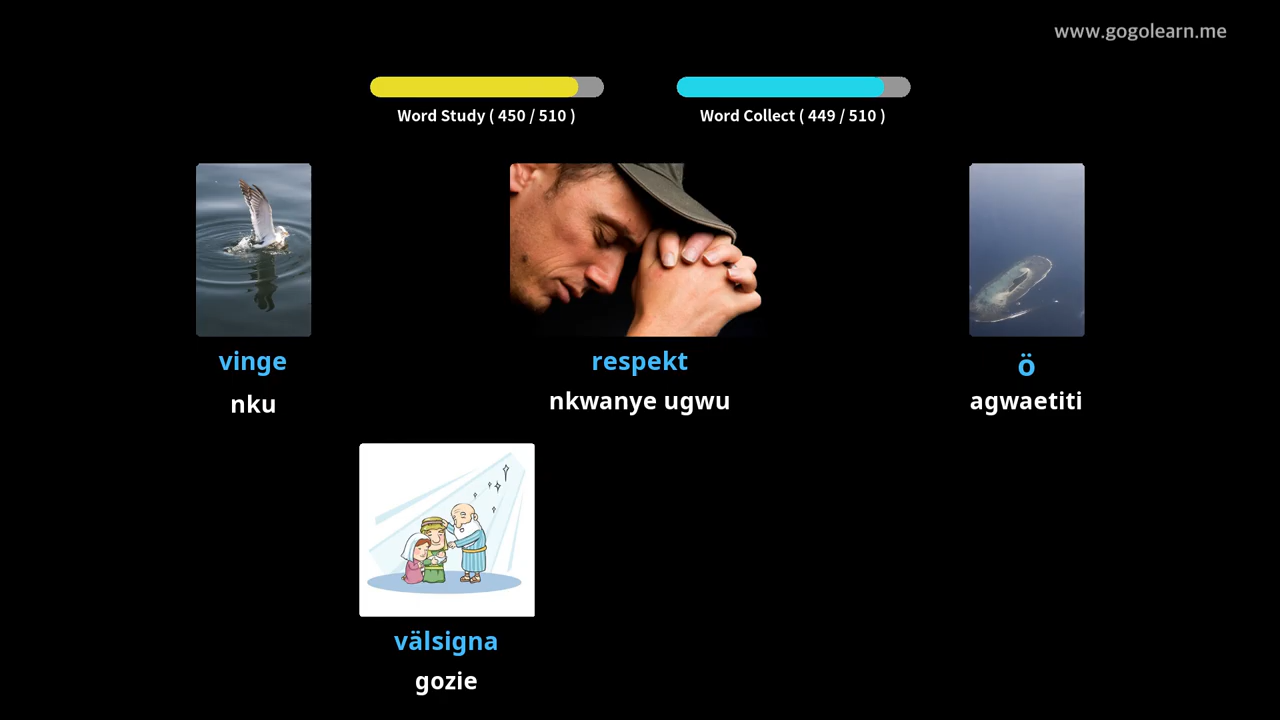 www.gogolearn.me
Word Study ( 450 / 510 )
Word Collect ( 449 / 510 )
vinge
nku
respekt
nkwanye ugwu
ö
agwaetiti
välsigna
gozie